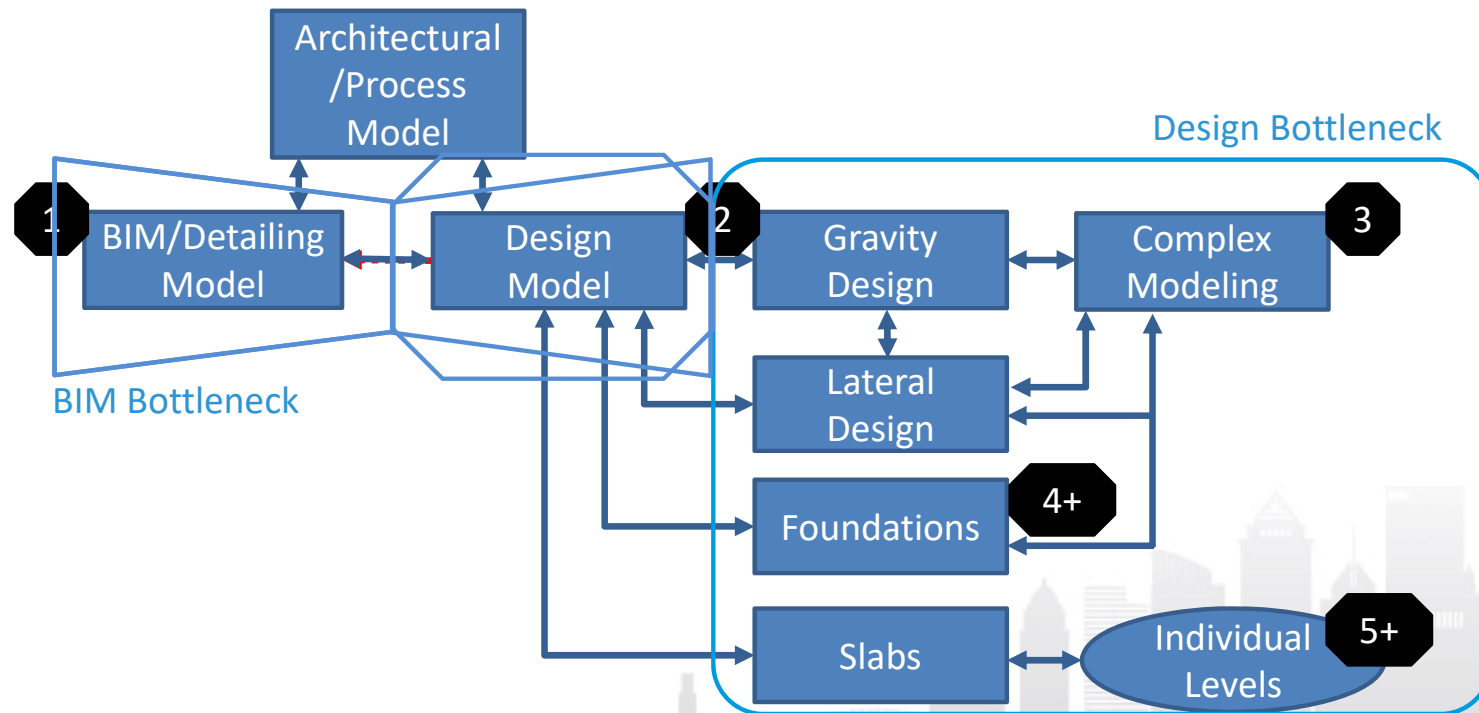 Architectural
/Process
Model
Design Bottleneck
1
BIM/Detailing
Model
Design
Model
2
Gravity
Design
Complex
Modeling
3
BIM Bottleneck
Lateral
Design
Foundations
4+
Slabs
Individual
Levels
5+